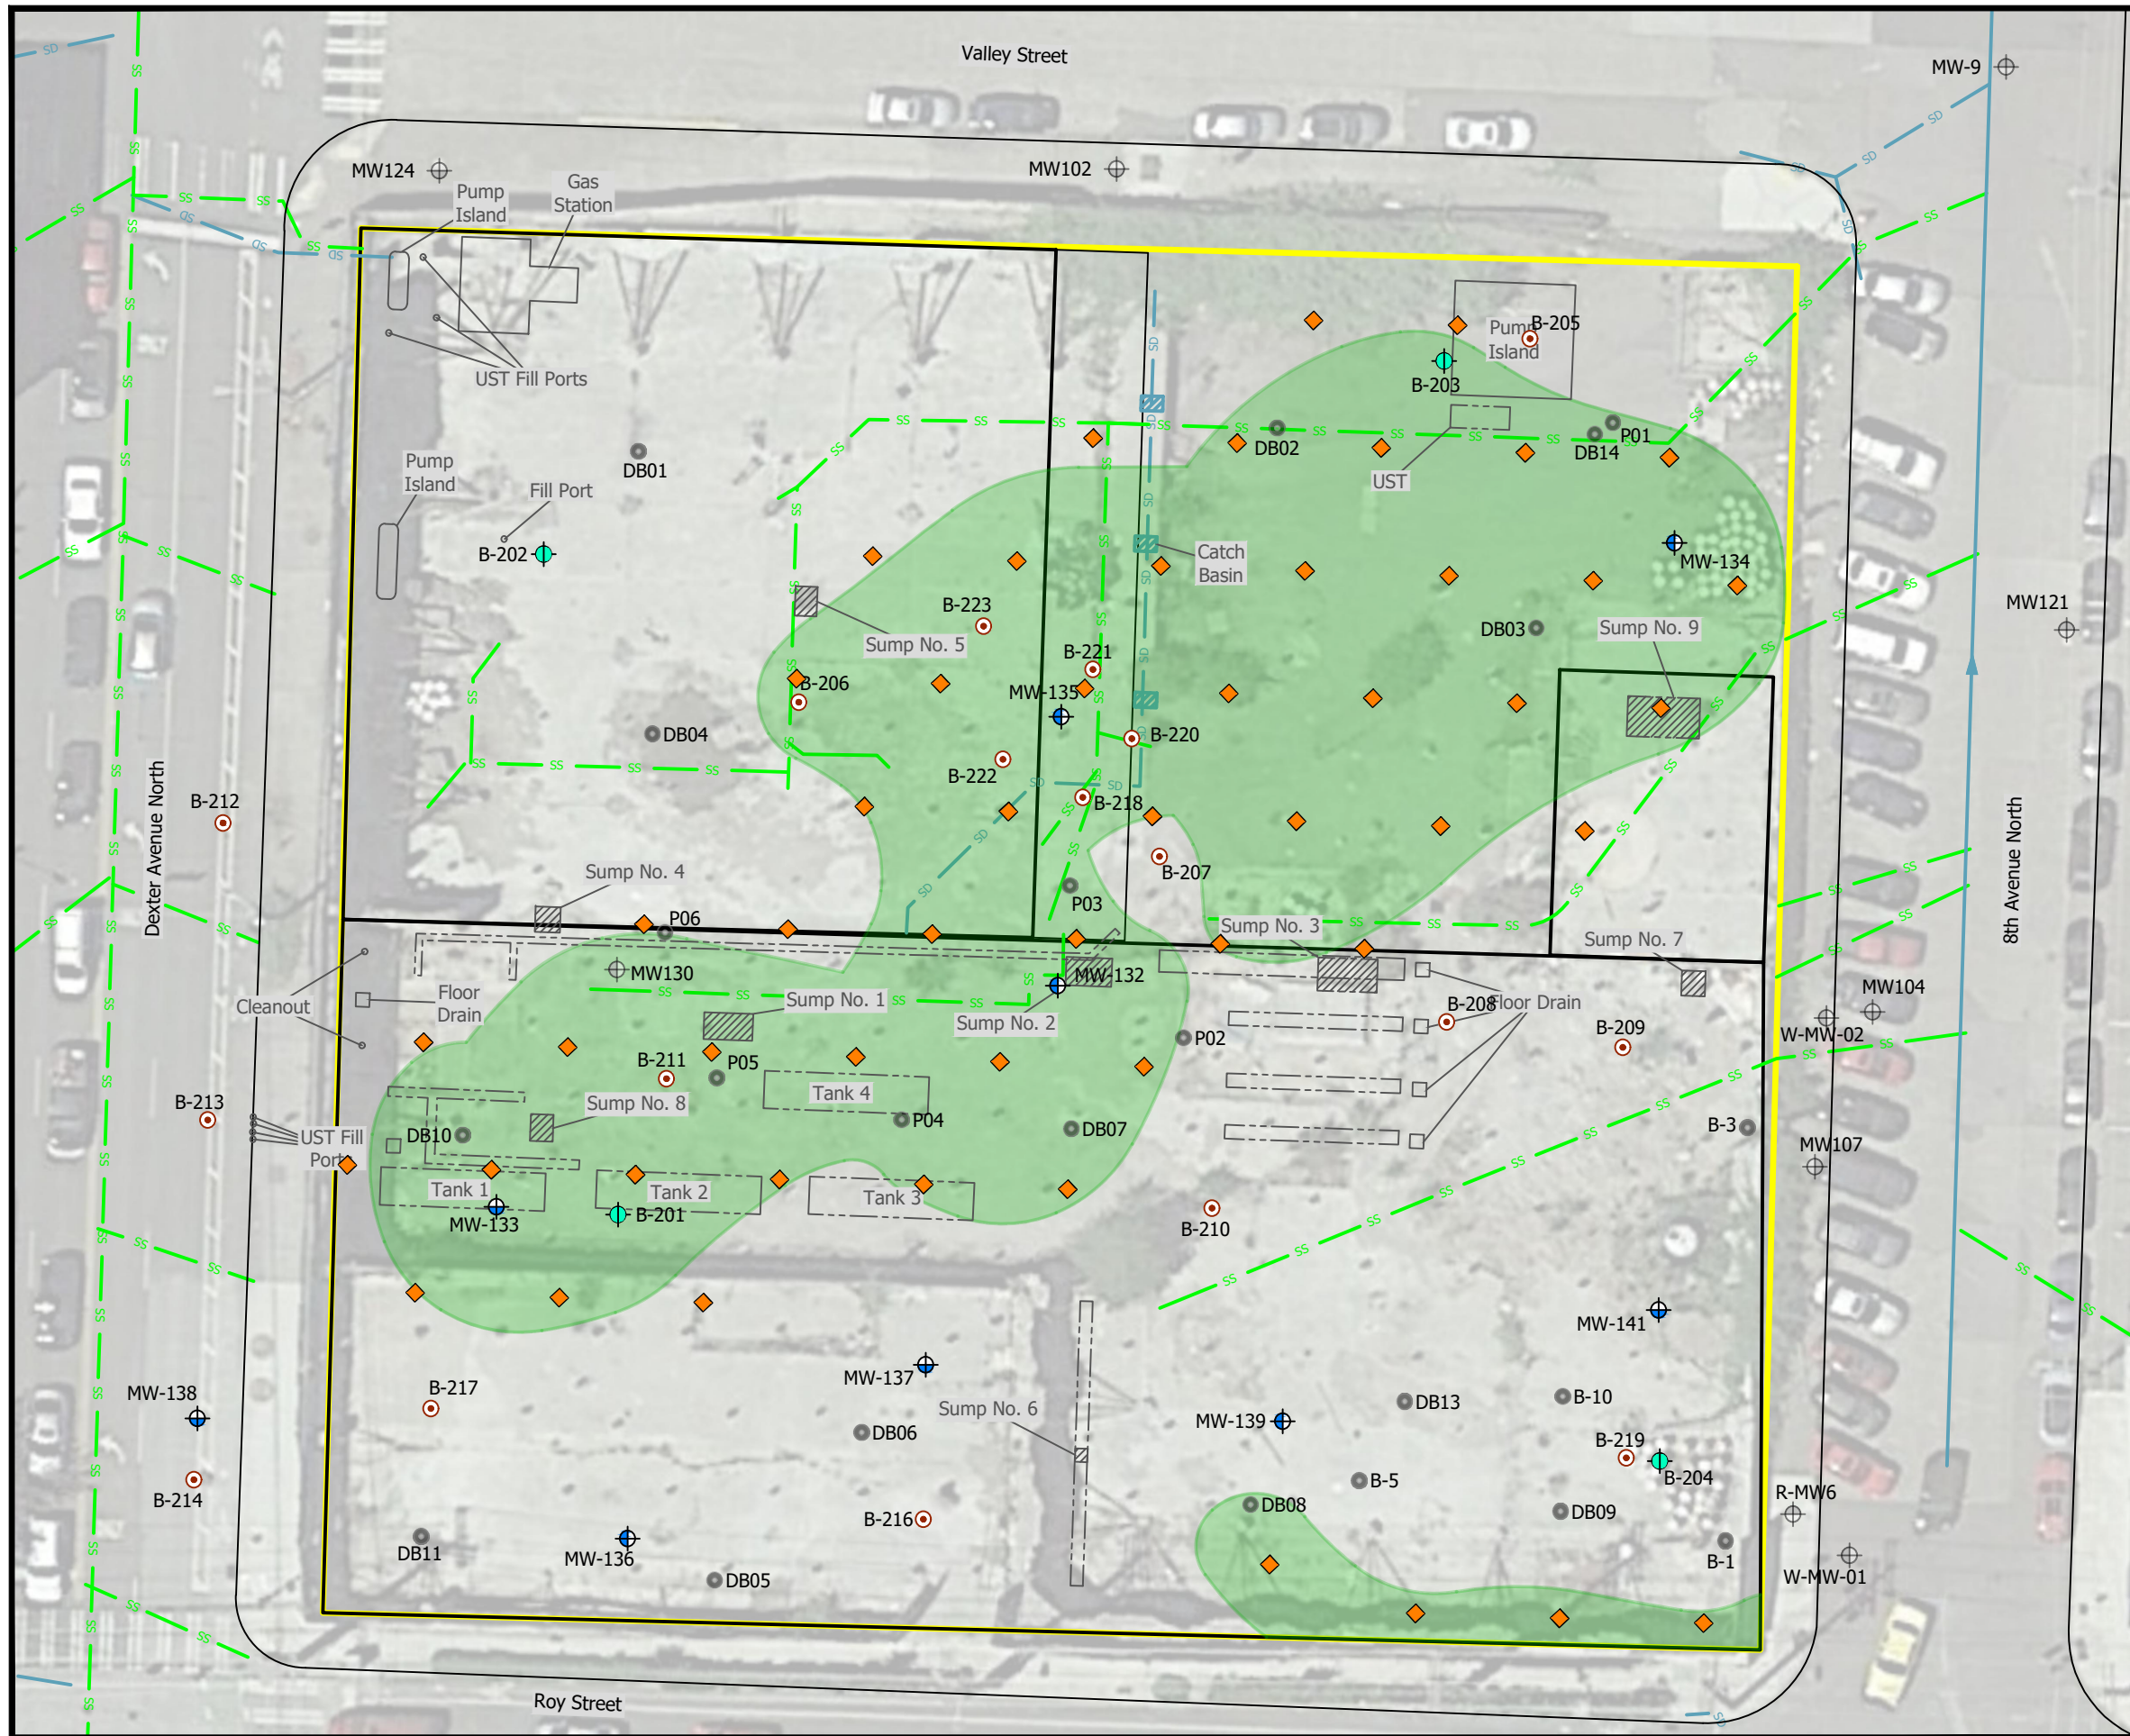 Valley Street
MW-9
SD
MW124
MW102
Pump
Island
Gas
Station
UST Fill Ports
Pump
Island
B-205
B-203
DB01
DB02
DB14
P01
UST
Pump
Island
Fill Port
B-202
Catch
Basin
MW-134
B-223
Sump No. 5
DB03
Sump No. 9
MW121
B-221
B-206
MW-135
DB04
B-220
B-222
B-218
B-212
Dexter Avenue North
8th Avenue North
Sump No. 4
B-207
P03
P06
Sump No. 3
Sump No. 7
MW130
MW-132
Cleanout
Floor
Drain
Sump No. 1
Sump No. 2
B-208
Floor Drain
MW104
W-MW-02
B-209
P02
B-211
P05
Tank 4
B-213
Sump No. 8
P04
DB07
B-3
UST Fill
Port
DB10
MW107
Tank 1
Tank 2
Tank 3
MW-133
B-201
B-210
MW-141
MW-137
MW-138
B-217
Sump No. 6
MW-139
DB13
B-10
DB06
B-219
B-204
B-214
B-5
R-MW6
DB08
DB09
B-216
DB11
MW-136
B-1
W-MW-01
DB05
Roy Street
SS